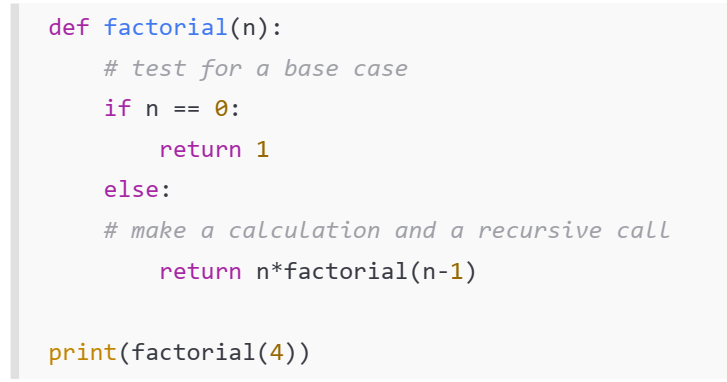 def factorial(n):
    # test for a base case
    if n == 0:
        return 1
    else:
    # make a calculation and a recursive call
        return n*factorial(n-1)

print(factorial(4))